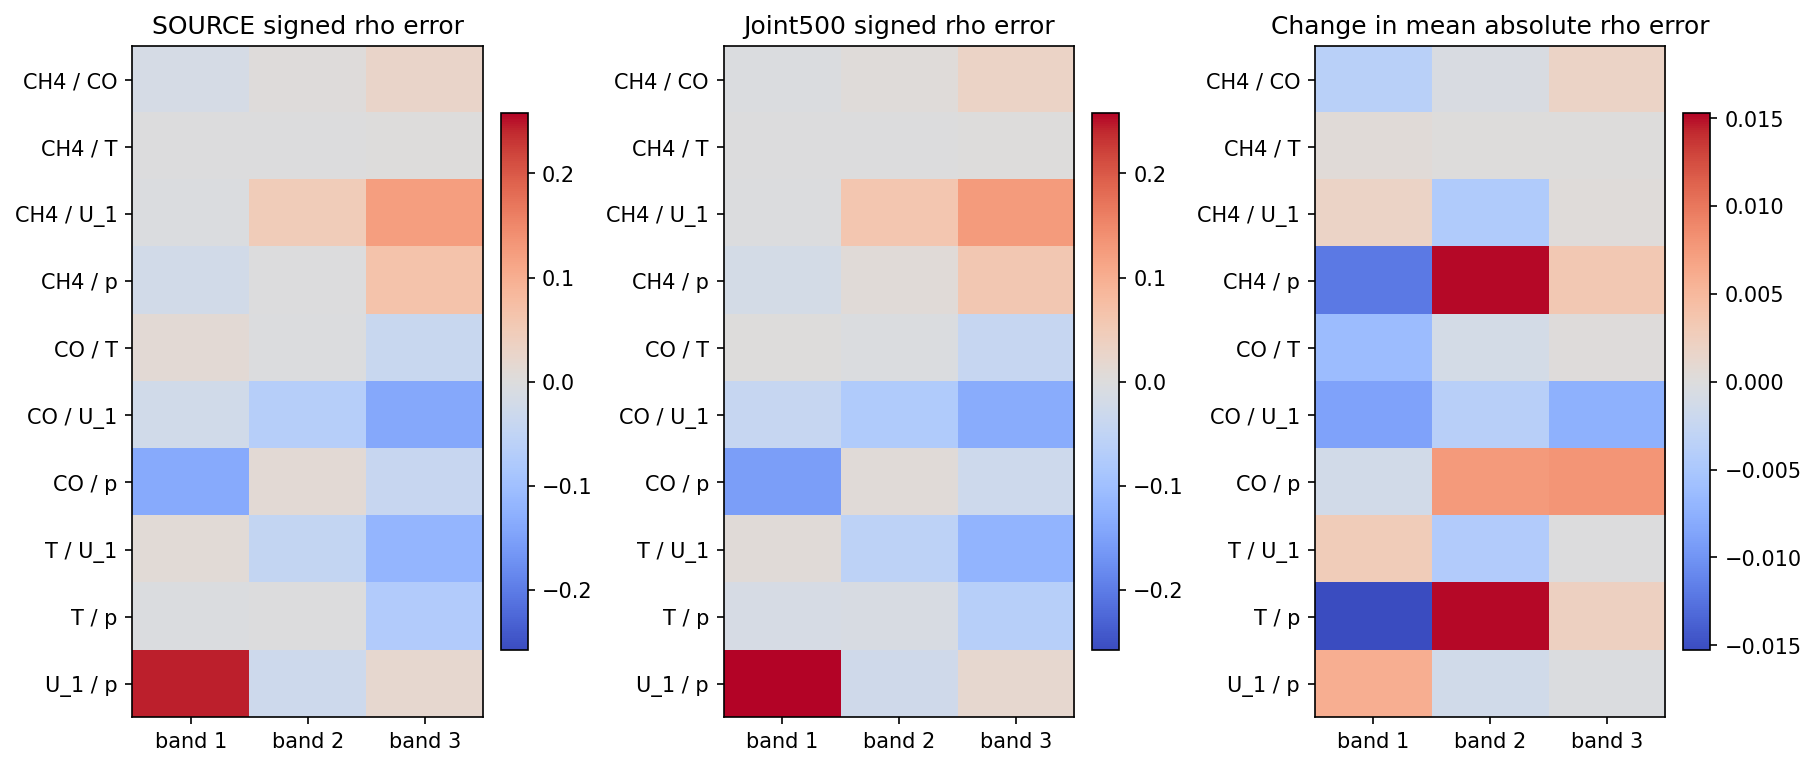 SOURCE signed rho error
CH4 / CO
CH4 / T
CH4 / U_1
CH4 / p
CO / T
CO / U_1
CO / p
T / U_1
T / p
U_1 / p
band 1
band 2
band 3
0.2
0.1
0.0
−0.1
−0.2
Joint500 signed rho error
CH4 / CO
CH4 / T
CH4 / U_1
CH4 / p
CO / T
CO / U_1
CO / p
T / U_1
T / p
U_1 / p
band 1
band 2
band 3
0.2
0.1
0.0
−0.1
−0.2
Change in mean absolute rho error
CH4 / CO
CH4 / T
CH4 / U_1
CH4 / p
CO / T
CO / U_1
CO / p
T / U_1
T / p
U_1 / p
band 1
band 2
band 3
0.015
0.010
0.005
0.000
−0.005
−0.010
−0.015